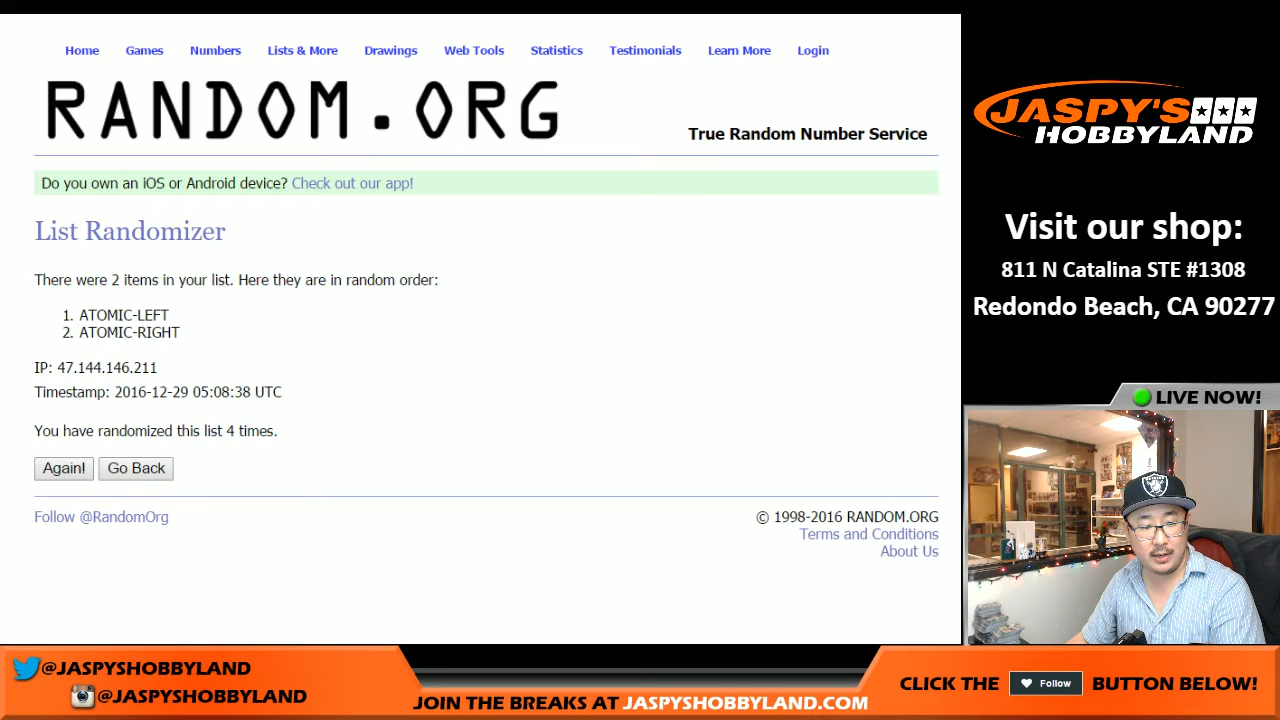 Home Games Numbers Lists & More Drawings Web Tools Statistics Testimonials Learn More Login
RANDOM.ORG
True Random Number Service
Do you own an iOS or Android device? Check out our app!
List Randomizer
There were 2 items in your list. Here they are in random order:
1. ATOMIC-LEFT
2. ATOMIC-RIGHT
IP: 47.144.146.211
Timestamp: 2016-12-29 05:08:38 UTC
You have randomized this list 4 times.
Again! Go Back
Follow @RandomOrg
© 1998-2016 RANDOM.ORG
Terms and Conditions
About Us
JASPY'S
HOBBYLAND
Visit our shop:
811 N Catalina STE #1308
Redondo Beach, CA 90277
LIVE NOW!
@JASPYSHOBBYLAND
@JASPYSHOBBYLAND
JOIN THE BREAKS AT JASPYSHOBBYLAND.COM
CLICK THE Follow BUTTON BELOW!